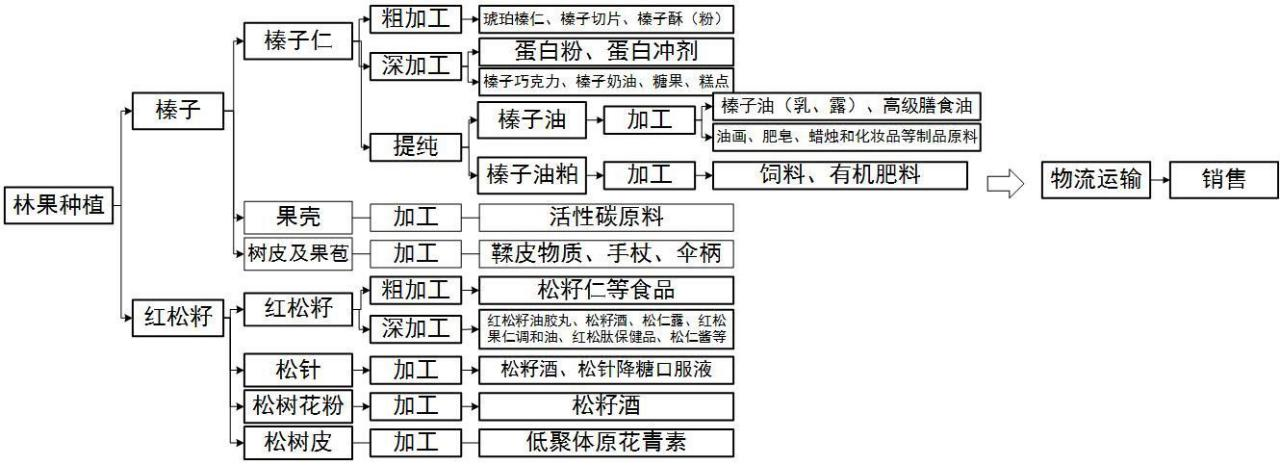 林果种植
榛子
榛子仁
粗加工
琥珀榛仁、榛子切片、榛子酥（粉）
深加工
蛋白粉、蛋白冲剂
榛子巧克力、榛子奶油、糖果、糕点
提纯
榛子油
加工
榛子油（乳、露）、高级膳食油
油画、肥皂、蜡烛和化妆品等制品原料
榛子油粕
加工
饲料、有机肥料
果壳
加工
活性碳原料
树皮及果苞
加工
鞣皮物质、手杖、伞柄
红松籽
红松籽
粗加工
松籽仁等食品
深加工
红松籽油胶丸、松籽酒、松仁露、红松
果仁调和油、红松肽保健品、松仁酱等
松针
加工
松籽酒、松针降糖口服液
松树花粉
加工
松籽酒
松树皮
加工
低聚体原花青素
物流运输
销售